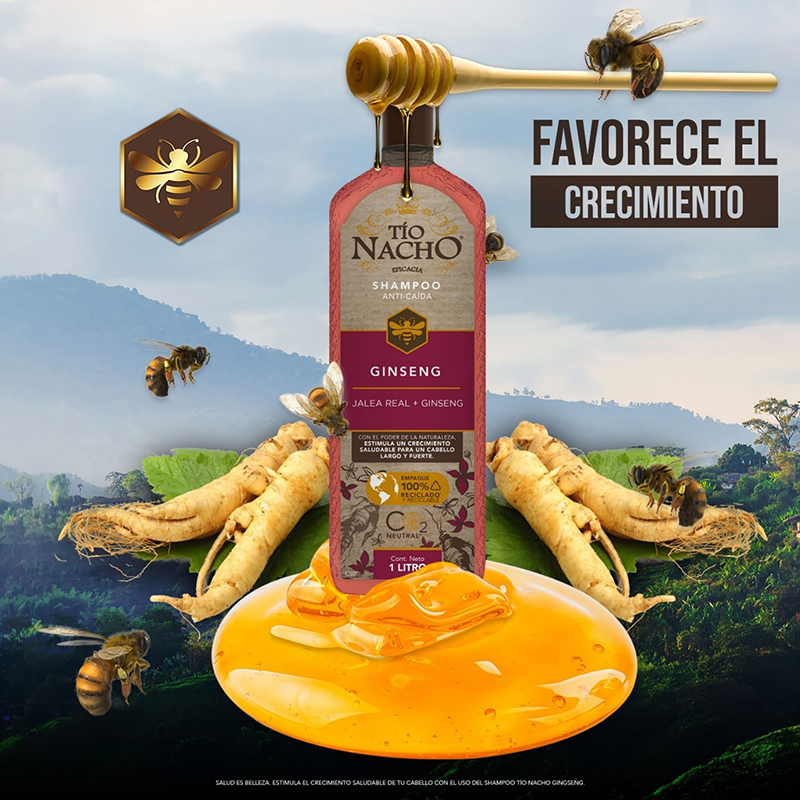 FAVORECE EL
CRECIMIENTO
TÍO
NACHO®
EFICACIA
SHAMPOO
ANTI-CAÍDA
GINSENG
JALEA REAL + GINSENG
CON EL PODER DE LA NATURALEZA,
ESTIMULA UN CRECIMIENTO
SALUDABLE PARA UN CABELLO
LARGO Y FUERTE.
EMPAQUE
100%
RECICLADO
Y RECICLABLE
CO2
NEUTRAL
Cont. Neto
1 LITRO
SALUD ES BELLEZA. ESTIMULA EL CRECIMIENTO SALUDABLE DE TU CABELLO CON EL USO DEL SHAMPOO TÍO NACHO GINGSENG.